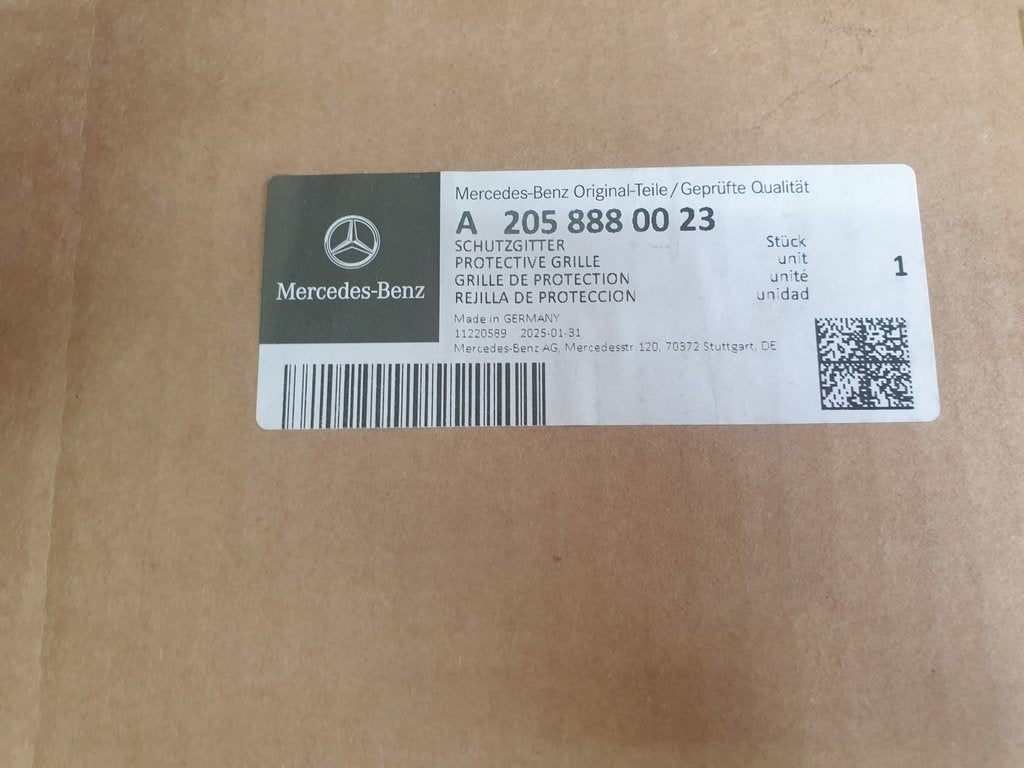 Mercedes-Benz
Mercedes-Benz Original-Teile/Geprüfte Qualität
A 205 888 00 23
SCHUTZGITTER Stück
PROTECTIVE GRILLE unit
GRILLE DE PROTECTION unité
REJILLA DE PROTECCION unidad
1
Made in GERMANY
11220589 2025-01-31
Mercedes-Benz AG, Mercedesstr.120, 70372 Stuttgart, DE